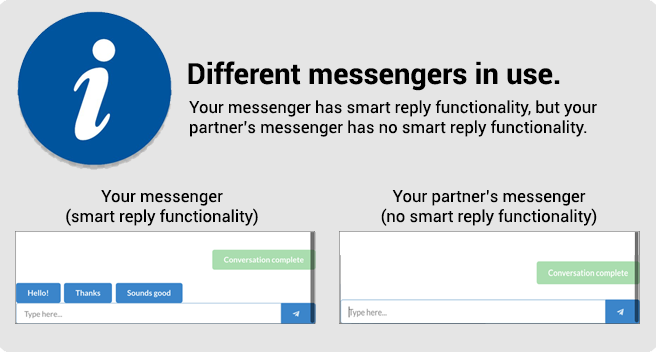 i
Different messengers in use.
Your messenger has smart reply functionality, but your
partner's messenger has no smart reply functionality.
Your messenger
(smart reply functionality)
Your partner's messenger
(no smart reply functionality)
Conversation complete
Hello! Thanks Sounds good
Type here...
Conversation complete
Type here...